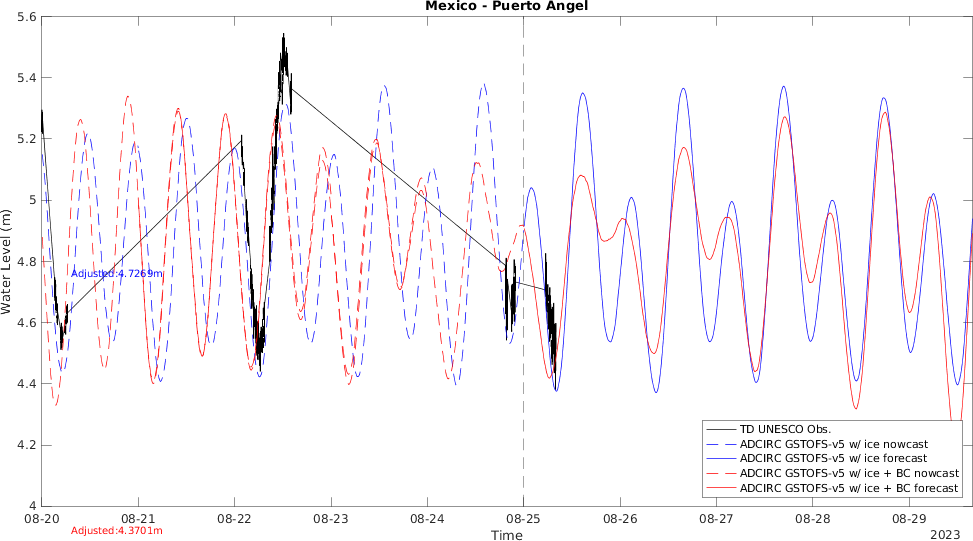 Mexico - Puerto Angel
5.6
5.4
5.2
5
4.8
4.6
4.4
4.2
4
Water Level (m)
Adjusted:4.7269m
TD UNESCO Obs.
ADCIRC GSTOFS-v5 w/ ice nowcast
ADCIRC GSTOFS-v5 w/ ice forecast
ADCIRC GSTOFS-v5 w/ ice + BC nowcast
ADCIRC GSTOFS-v5 w/ ice + BC forecast
08-20 08-21 08-22 08-23 08-24 08-25 08-26 08-27 08-28 08-29
Adjusted:4.3701m
Time
2023